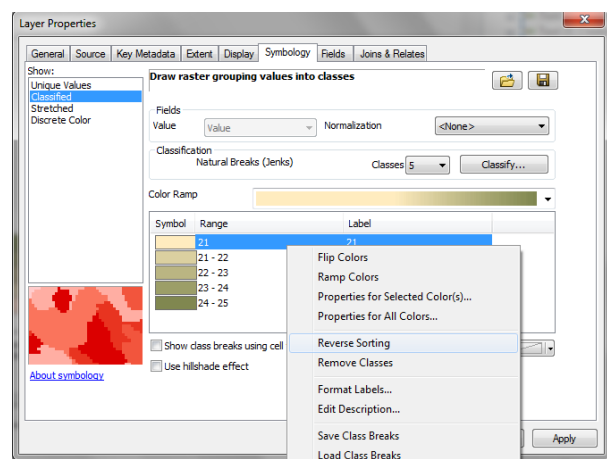 Layer Properties
General Source Key Metadata Extent Display Symbology Fields Joins & Relates
Show:
Unique Values
Classified
Stretched
Discrete Color
Draw raster grouping values into classes
Fields
Value Value Normalization <None>
Classification
Natural Breaks (Jenks) Classes 5 Classify...
Color Ramp
Symbol Range Label
21 21
21 - 22
22 - 23
23 - 24
24 - 25
Flip Colors
Ramp Colors
Properties for Selected Color(s)...
Properties for All Colors...
Reverse Sorting
Remove Classes
Format Labels...
Edit Description...
Save Class Breaks
Load Class Breaks
Show class breaks using cell
Use hillshade effect
About symbology
Apply